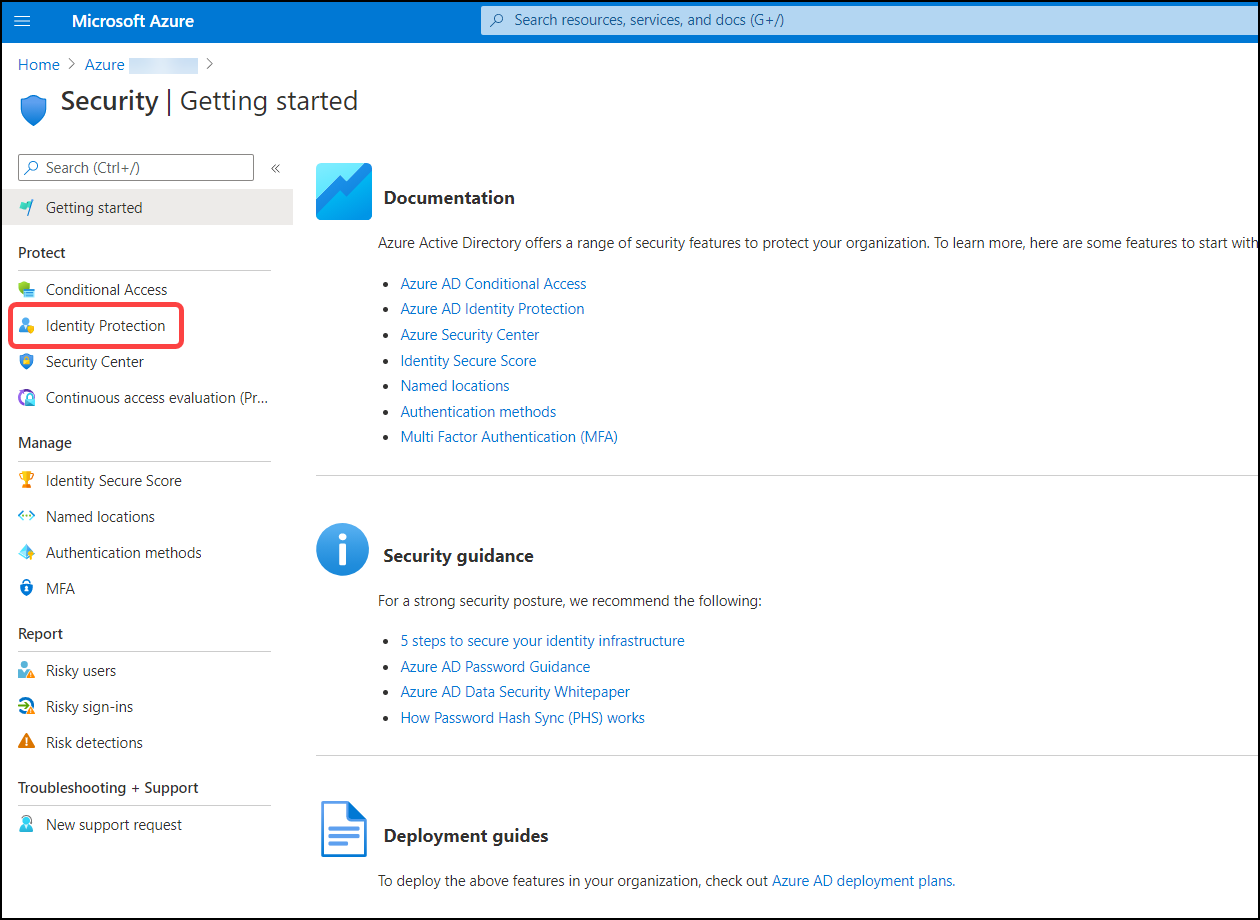 Microsoft Azure
Search resources, services, and docs (G+/)
Home > Azure >
Security | Getting started
Search (Ctrl+/)
«
Getting started
Protect
Conditional Access
Identity Protection
Security Center
Continuous access evaluation (Pr...
Manage
Identity Secure Score
Named locations
Authentication methods
MFA
Report
Risky users
Risky sign-ins
Risk detections
Troubleshooting + Support
New support request
Documentation
Azure Active Directory offers a range of security features to protect your organization. To learn more, here are some features to start with
• Azure AD Conditional Access
• Azure AD Identity Protection
• Azure Security Center
• Identity Secure Score
• Named locations
• Authentication methods
• Multi Factor Authentication (MFA)
Security guidance
For a strong security posture, we recommend the following:
• 5 steps to secure your identity infrastructure
• Azure AD Password Guidance
• Azure AD Data Security Whitepaper
• How Password Hash Sync (PHS) works
Deployment guides
To deploy the above features in your organization, check out Azure AD deployment plans.